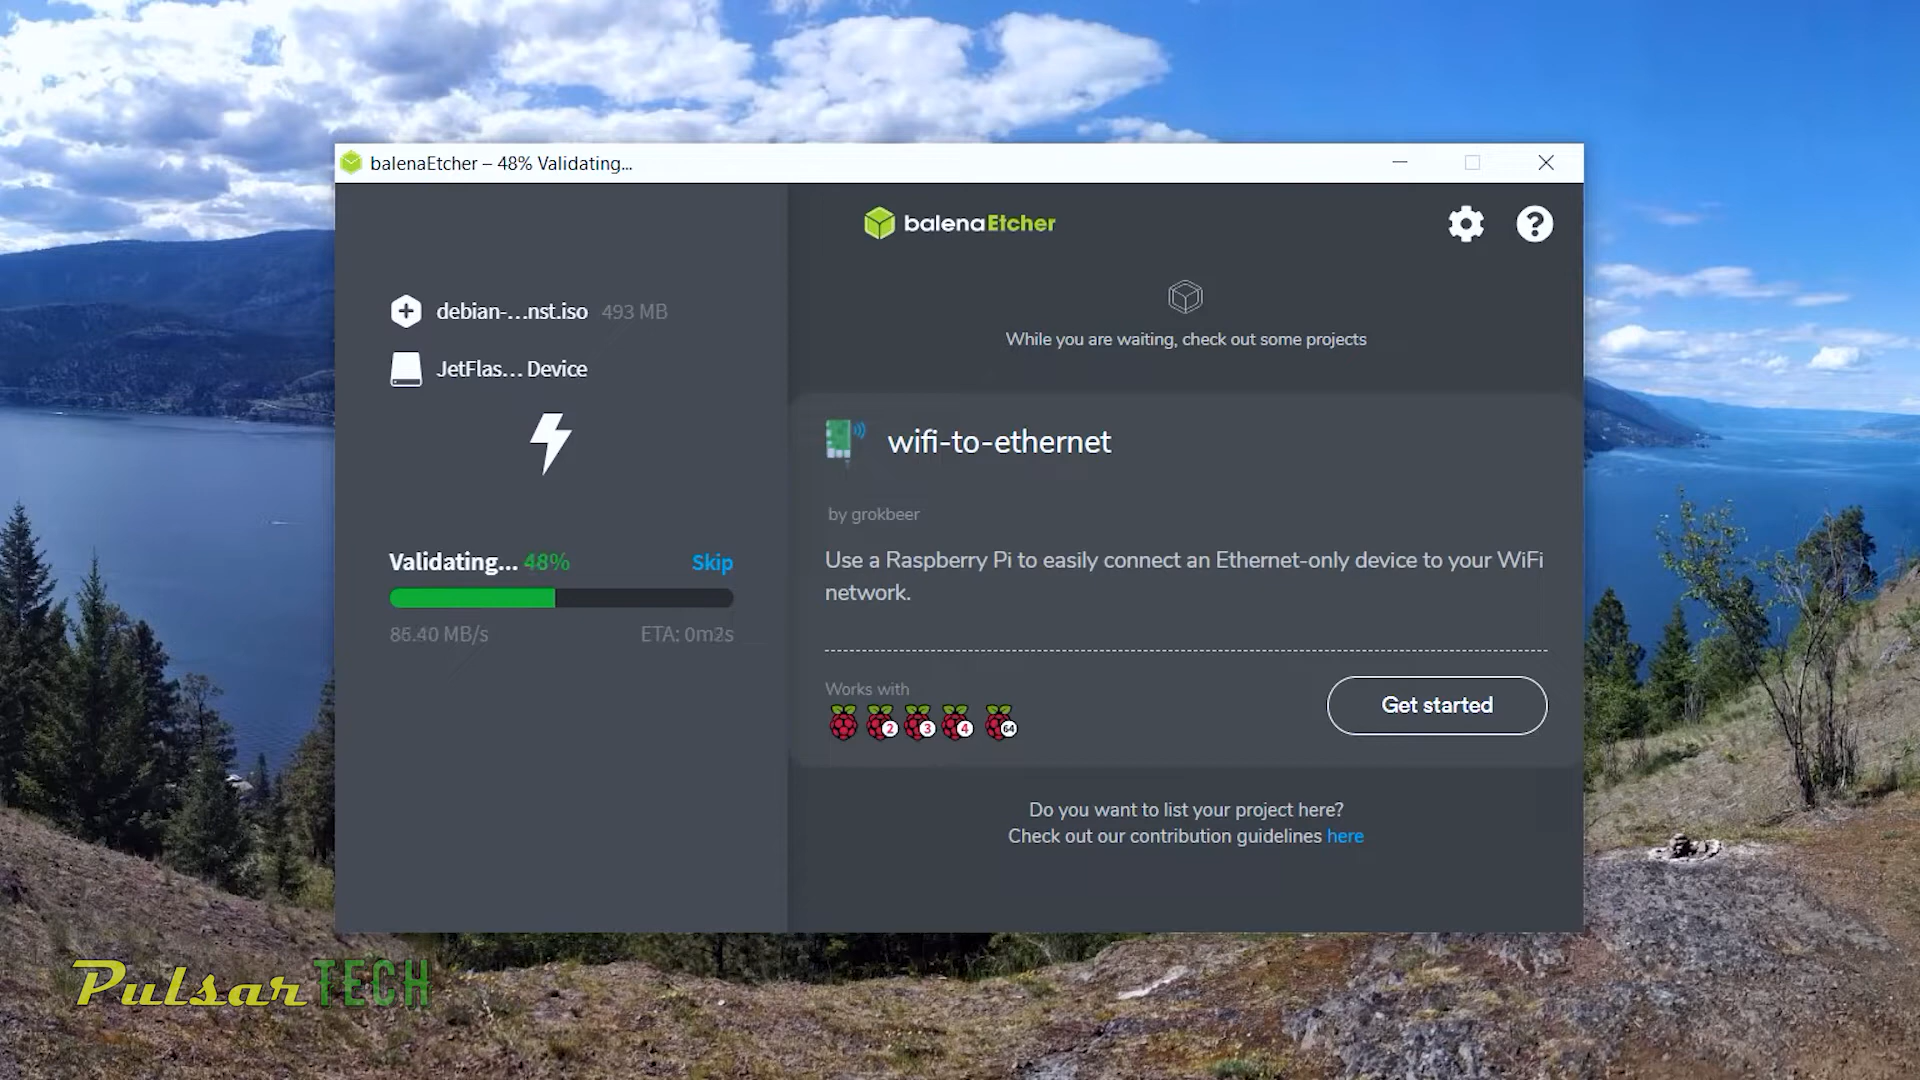 balenaEtcher – 48% Validating...
balenaEtcher
debian-...nst.iso 493 MB
JetFlas... Device
Validating... 48% Skip
86.40 MB/s ETA: 0m2s
While you are waiting, check out some projects
wifi-to-ethernet
by grokbeer
Use a Raspberry Pi to easily connect an Ethernet-only device to your WiFi
network.
Works with
2 3 4 64
Get started
Do you want to list your project here?
Check out our contribution guidelines here
Pulsar TECH